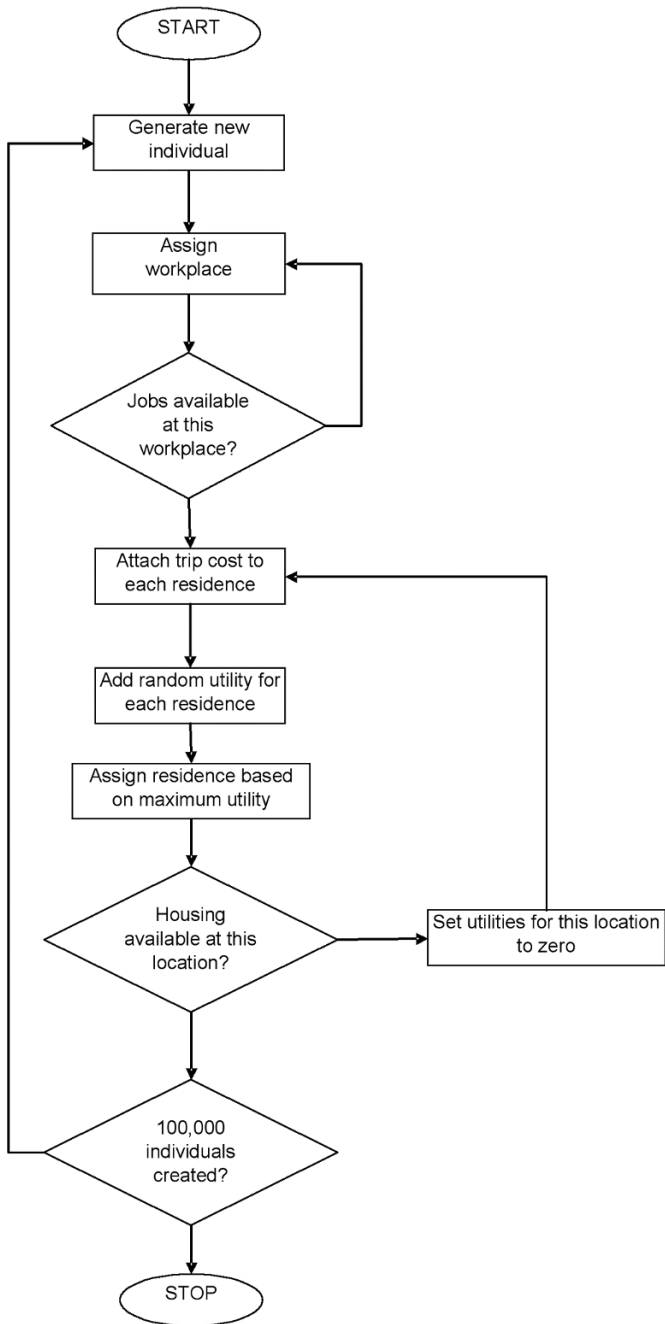 START
Generate new
individual
Assign
workplace
Jobs available
at this
workplace?
Attach trip cost to
each residence
Add random utility for
each residence
Assign residence based
on maximum utility
Housing
available at this
location?
Set utilities for this location
to zero
100,000
individuals
created?
STOP